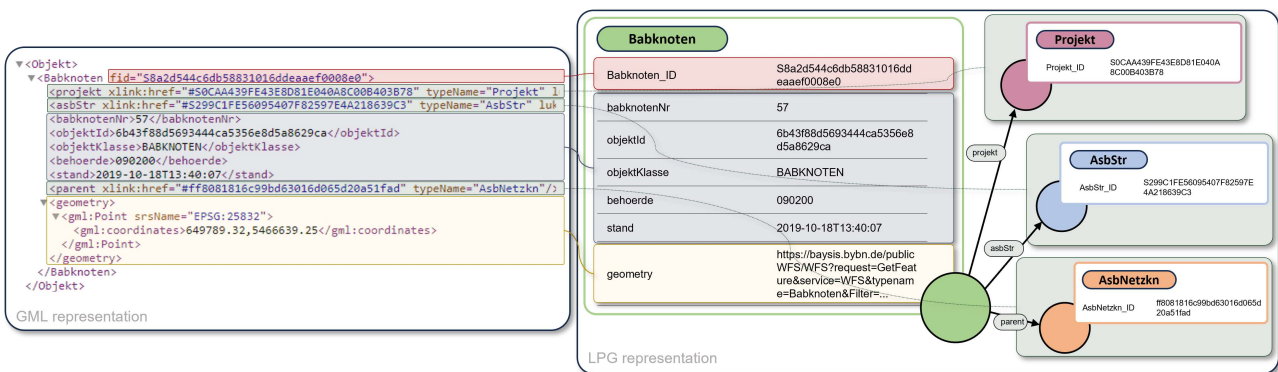 ▼<Objekt>
▼<Babknoten fid="S8a2d544c6db58831016ddeaaef0008e0">
<projekt xlink:href="#S0CAA439FE43E8D81E040A8C00B403B78" typeName="Projekt" l
<asbStr xlink:href="#S299C1FE56095407F82597E4A218639C3" typeName="AsbStr" luk
<babknotenNr>57</babknotenNr>
<objektId>6b43f88d5693444ca5356e8d5a8629ca</objektId>
<objektKlasse>BABKNOTEN</objektKlasse>
<behoerde>090200</behoerde>
<stand>2019-10-18T13:40:07</stand>
<parent xlink:href="#ff8081816c99bd63016d065d20a51fad" typeName="AsbNetzkn"/>
▼<geometry>
▼<gml:Point srsName="EPSG:25832">
<gml:coordinates>649789.32,5466639.25</gml:coordinates>
</gml:Point>
</geometry>
</Babknoten>
</Objekt>
GML representation
Babknoten
Babknoten_ID
S8a2d544c6db58831016dd
eaaef0008e0
babknotenNr
57
objektId
6b43f88d5693444ca5356e8
d5a8629ca
objektKlasse
BABKNOTEN
behoerde
090200
stand
2019-10-18T13:40:07
geometry
https://baysis.bybn.de/public
WFS/WFS?request=GetFeat
ure&service=WFS&typenam
e=Babknoten&Filter=...
LPG representation
projekt
asbStr
parent
Projekt
Projekt_ID
S0CAA439FE43E8D81E040A
8C00B403B78
AsbStr
AsbStr_ID
S299C1FE56095407F82597E
4A218639C3
AsbNetzkn
AsbNetzkn_ID
ff8081816c99bd63016d065d
20a51fad